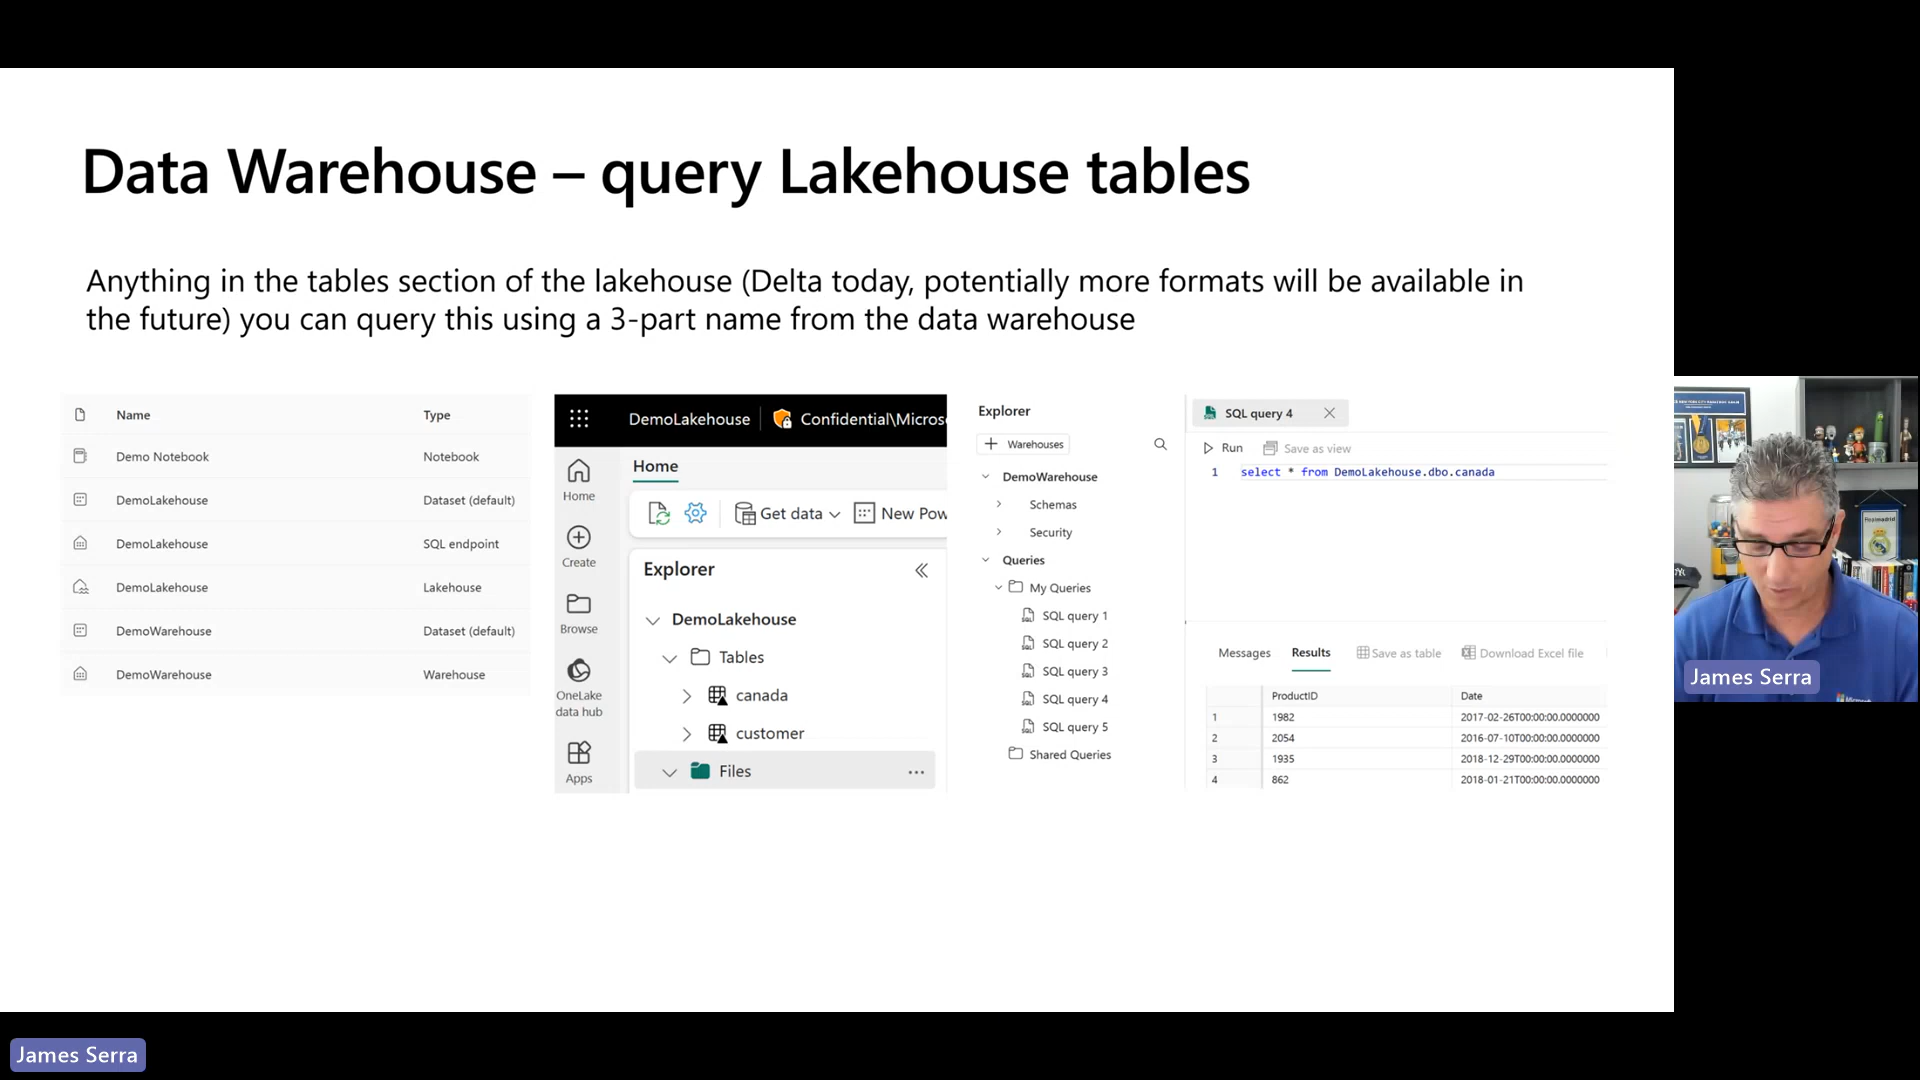 Data Warehouse – query Lakehouse tables
Anything in the tables section of the lakehouse (Delta today, potentially more formats will be available in
the future) you can query this using a 3-part name from the data warehouse
Name Type
Demo Notebook Notebook
DemoLakehouse Dataset (default)
DemoLakehouse SQL endpoint
DemoLakehouse Lakehouse
DemoWarehouse Dataset (default)
DemoWarehouse Warehouse
DemoLakehouse Confidential\Microso
Home
Home
Create
Browse
OneLake
data hub
Apps
Get data New Pow
Explorer
DemoLakehouse
Tables
canada
customer
Files
Explorer
Warehouses
DemoWarehouse
Schemas
Security
Queries
My Queries
SQL query 1
SQL query 2
SQL query 3
SQL query 4
SQL query 5
Shared Queries
SQL query 4
Run Save as view
1 select * from DemoLakehouse.dbo.canada
Messages Results Save as table Download Excel file
ProductID Date
1 1982 2017-02-26T00:00:00.0000000
2 2054 2016-07-10T00:00:00.0000000
3 1935 2018-12-29T00:00:00.0000000
4 862 2018-01-21T00:00:00.0000000
James Serra
James Serra